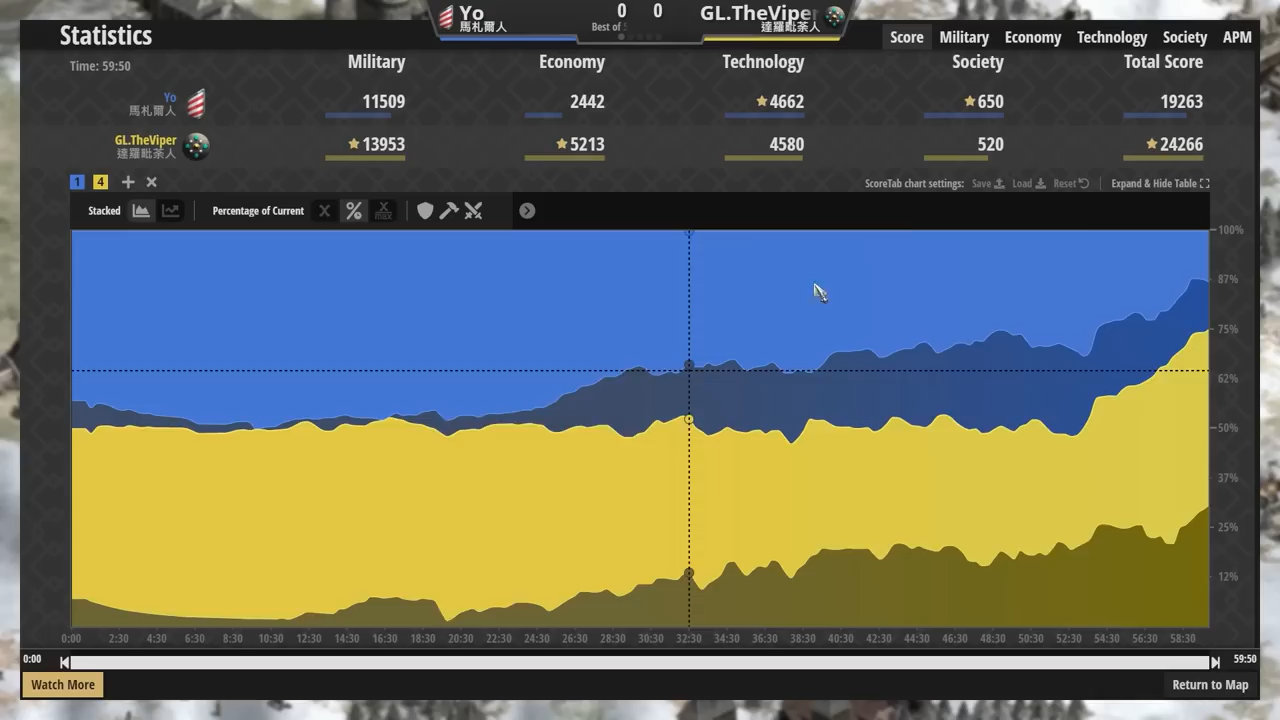 Yo 0 0 GL.TheViper
馬札爾人 Best of 達羅毗荼人
Statistics
Score Military Economy Technology Society APM
Time: 59:50 Military Economy Technology Society Total Score
Yo
馬札爾人
11509 2442 4662 650 19263
GL.TheViper
達羅毗荼人
13953 5213 4580 520 24266
1 4
ScoreTab chart settings: Save Load Reset Expand & Hide Table
Stacked Percentage of Current X % X max
100%
87%
75%
62%
50%
37%
25%
12%
0:00 2:30 4:30 6:30 8:30 10:30 12:30 14:30 16:30 18:30 20:30 22:30 24:30 26:30 28:30 30:30 32:30 34:30 36:30 38:30 40:30 42:30 44:30 46:30 48:30 50:30 52:30 54:30 56:30 58:30
0:00 59:50
Watch More Return to Map